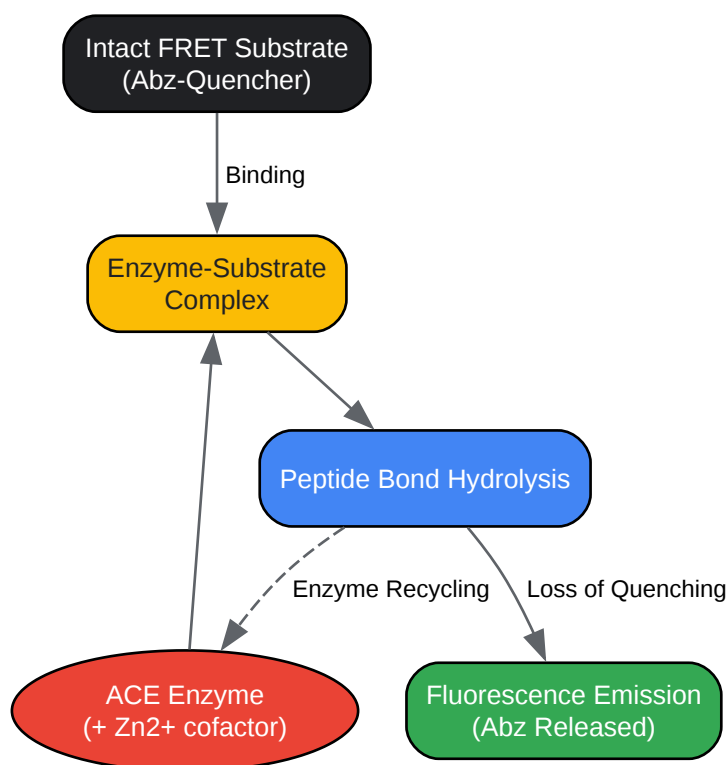 Intact FRET Substrate
(Abz-Quencher)
Binding
Enzyme-Substrate
Complex
Peptide Bond Hydrolysis
Enzyme Recycling
Loss of Quenching
ACE Enzyme
(+ Zn2+ cofactor)
Fluorescence Emission
(Abz Released)